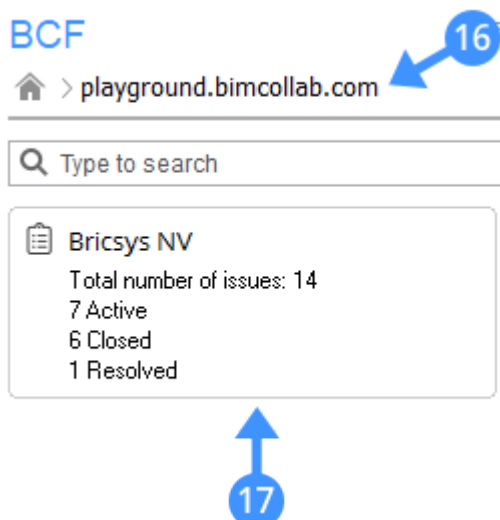 BCF
16
> playground.bimcollab.com
Type to search
Bricsys NV
Total number of issues: 14
7 Active
6 Closed
1 Resolved
17